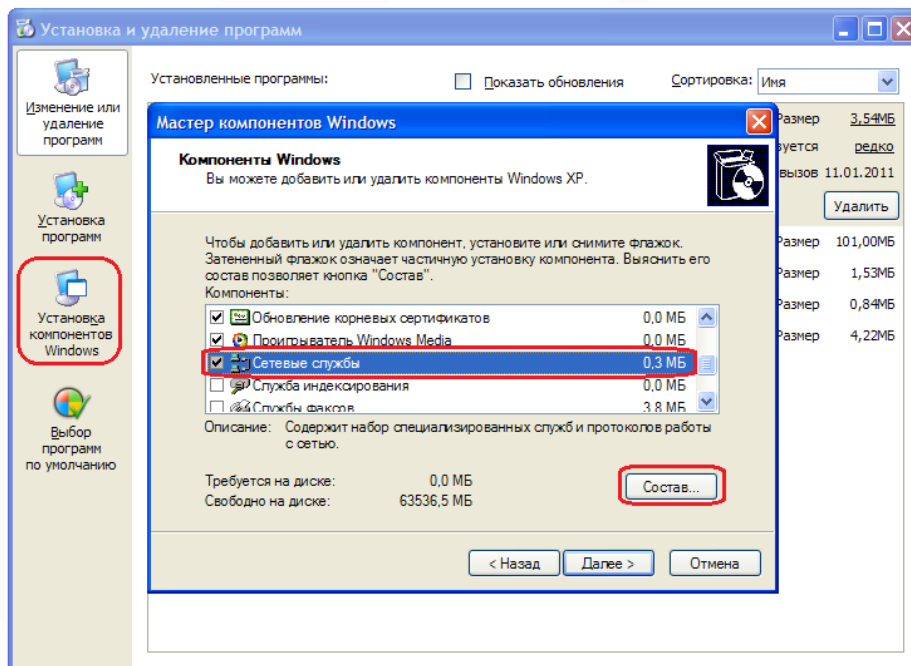 Установка и удаление программ
Изменение или
удаление
программ
Установка
программ
Установка
компонентов
Windows
Выбор
программ
по умолчанию
Установленные программы:
Показать обновления
Сортировка: Имя
Размер 3,54МБ
зуется редко
вызов 11.01.2011
Удалить
Размер 101,00МБ
Размер 1,53МБ
Размер 0,84МБ
Размер 4,22МБ
Мастер компонентов Windows
Компоненты Windows
Вы можете добавить или удалить компоненты Windows XP.
Чтобы добавить или удалить компонент, установите или снимите флажок.
Затененный флажок означает частичную установку компонента. Выяснить его
состав позволяет кнопка "Состав".
Компоненты:
Обновление корневых сертификатов 0,0 МБ
Проигрыватель Windows Media 0,0 МБ
Сетевые службы 0,3 МБ
Служба индексирования 0,0 МБ
Службы факсов 3,8 МБ
Описание: Содержит набор специализированных служб и протоколов работы
с сетью.
Требуется на диске: 0,0 МБ
Свободно на диске: 63536,5 МБ
Состав...
< Назад
Далее >
Отмена